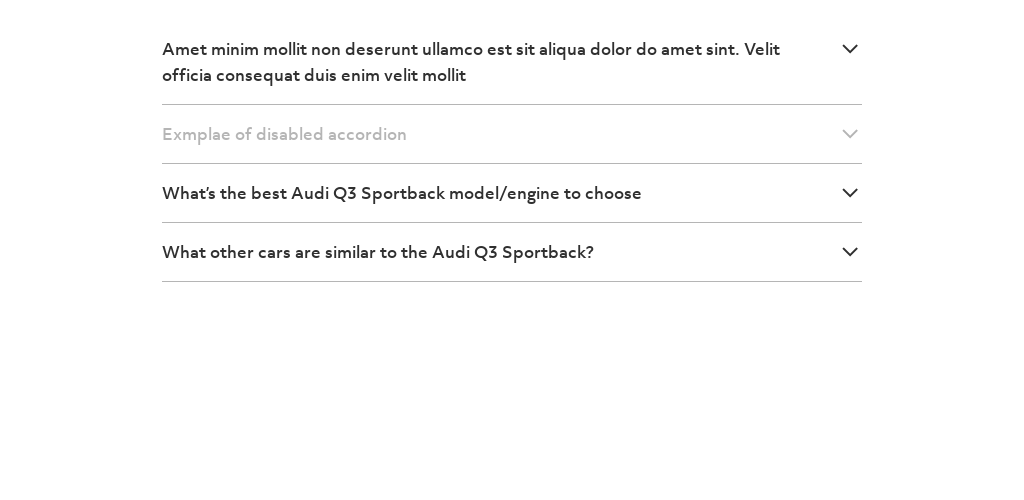 Amet minim mollit non deserunt ullamco est sit aliqua dolor do amet sint. Velit
officia consequat duis enim velit mollit
Exmplae of disabled accordion
What's the best Audi Q3 Sportback model/engine to choose
What other cars are similar to the Audi Q3 Sportback?